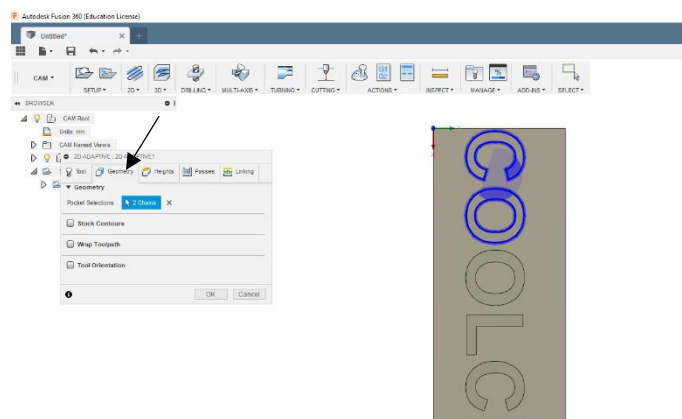 Autodesk Fusion 360 (Education License)
Untitled*
CAM
SETUP
2D
3D
DRILLING
MULTI-AXIS
TURNING
CUTTING
G1
G2
ACTIONS
INSPECT
MANAGE
ADD-INS
SELECT
BROWSER
CAM Root
Units: mm
CAM Named Views
2D ADAPTIVE : 2D ADAPTIVE1
Tool Geometry Heights Passes Linking
Geometry
Pocket Selections 2 Chains
Stock Contours
Wrap Toolpath
Tool Orientation
OK Cancel
C
O
O
L
C